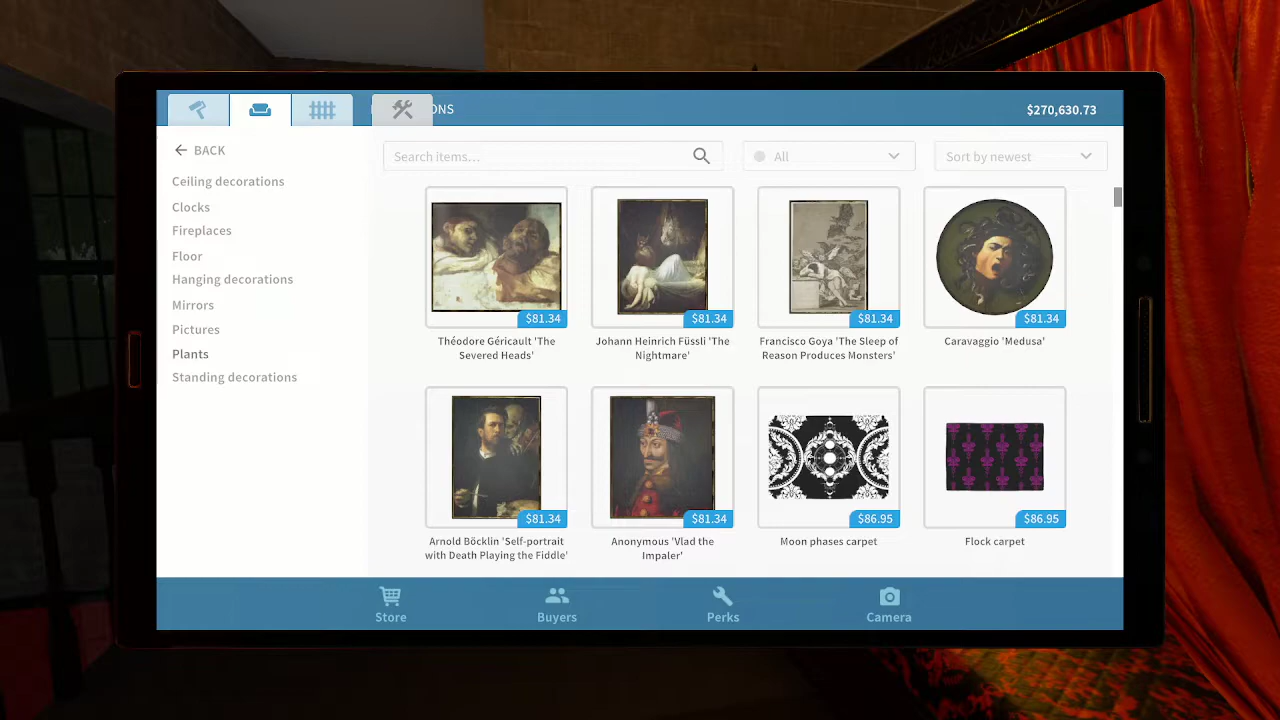 ONS
$270,630.73
BACK
Search items...
All
Sort by newest
Ceiling decorations
Clocks
Fireplaces
Floor
Hanging decorations
Mirrors
Pictures
Plants
Standing decorations
$81.34
$81.34
$81.34
$81.34
Théodore Géricault 'The
Severed Heads'
Johann Heinrich Füssli 'The
Nightmare'
Francisco Goya 'The Sleep of
Reason Produces Monsters'
Caravaggio 'Medusa'
$81.34
$81.34
$86.95
$86.95
Arnold Böcklin 'Self-portrait
with Death Playing the Fiddle'
Anonymous 'Vlad the
Impaler'
Moon phases carpet
Flock carpet
Store
Buyers
Perks
Camera